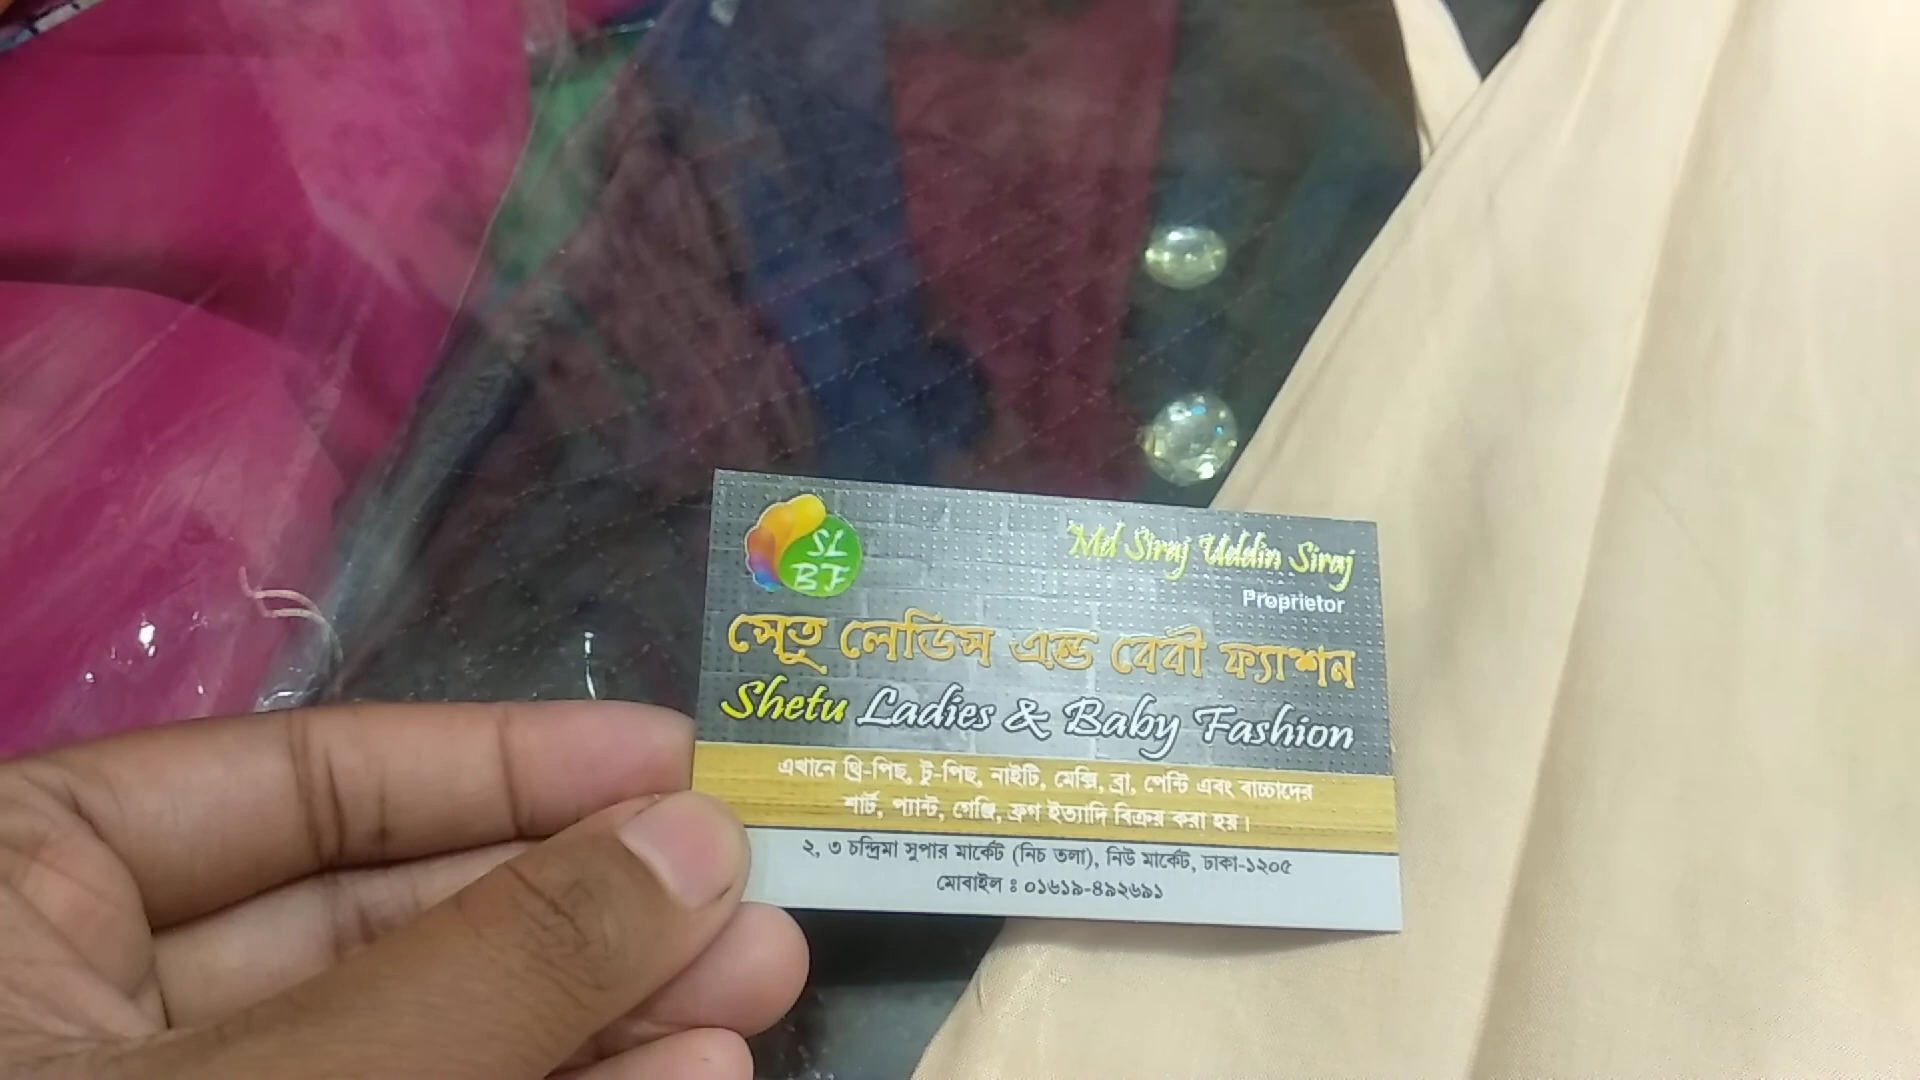 SL
BF
Md Siraj Uddin Siraj
Proprietor
সেতু লেডিস এন্ড বেবী ফ্যাশন
Shetu Ladies & Baby Fashion
এখানে থ্রি-পিছ, টু-পিছ, নাইটি, মেক্সি, ব্রা, পেন্টি এবং বাচ্চাদের
শার্ট, প্যান্ট, গেঞ্জি, ফ্রগ ইত্যাদি বিক্রয় করা হয়।
২, ৩ চন্দ্রিমা সুপার মার্কেট (নিচ তলা), নিউ মার্কেট, ঢাকা-১২০৫
মোবাইল ঃ ০১৬১৯-৪৯২৬৯১